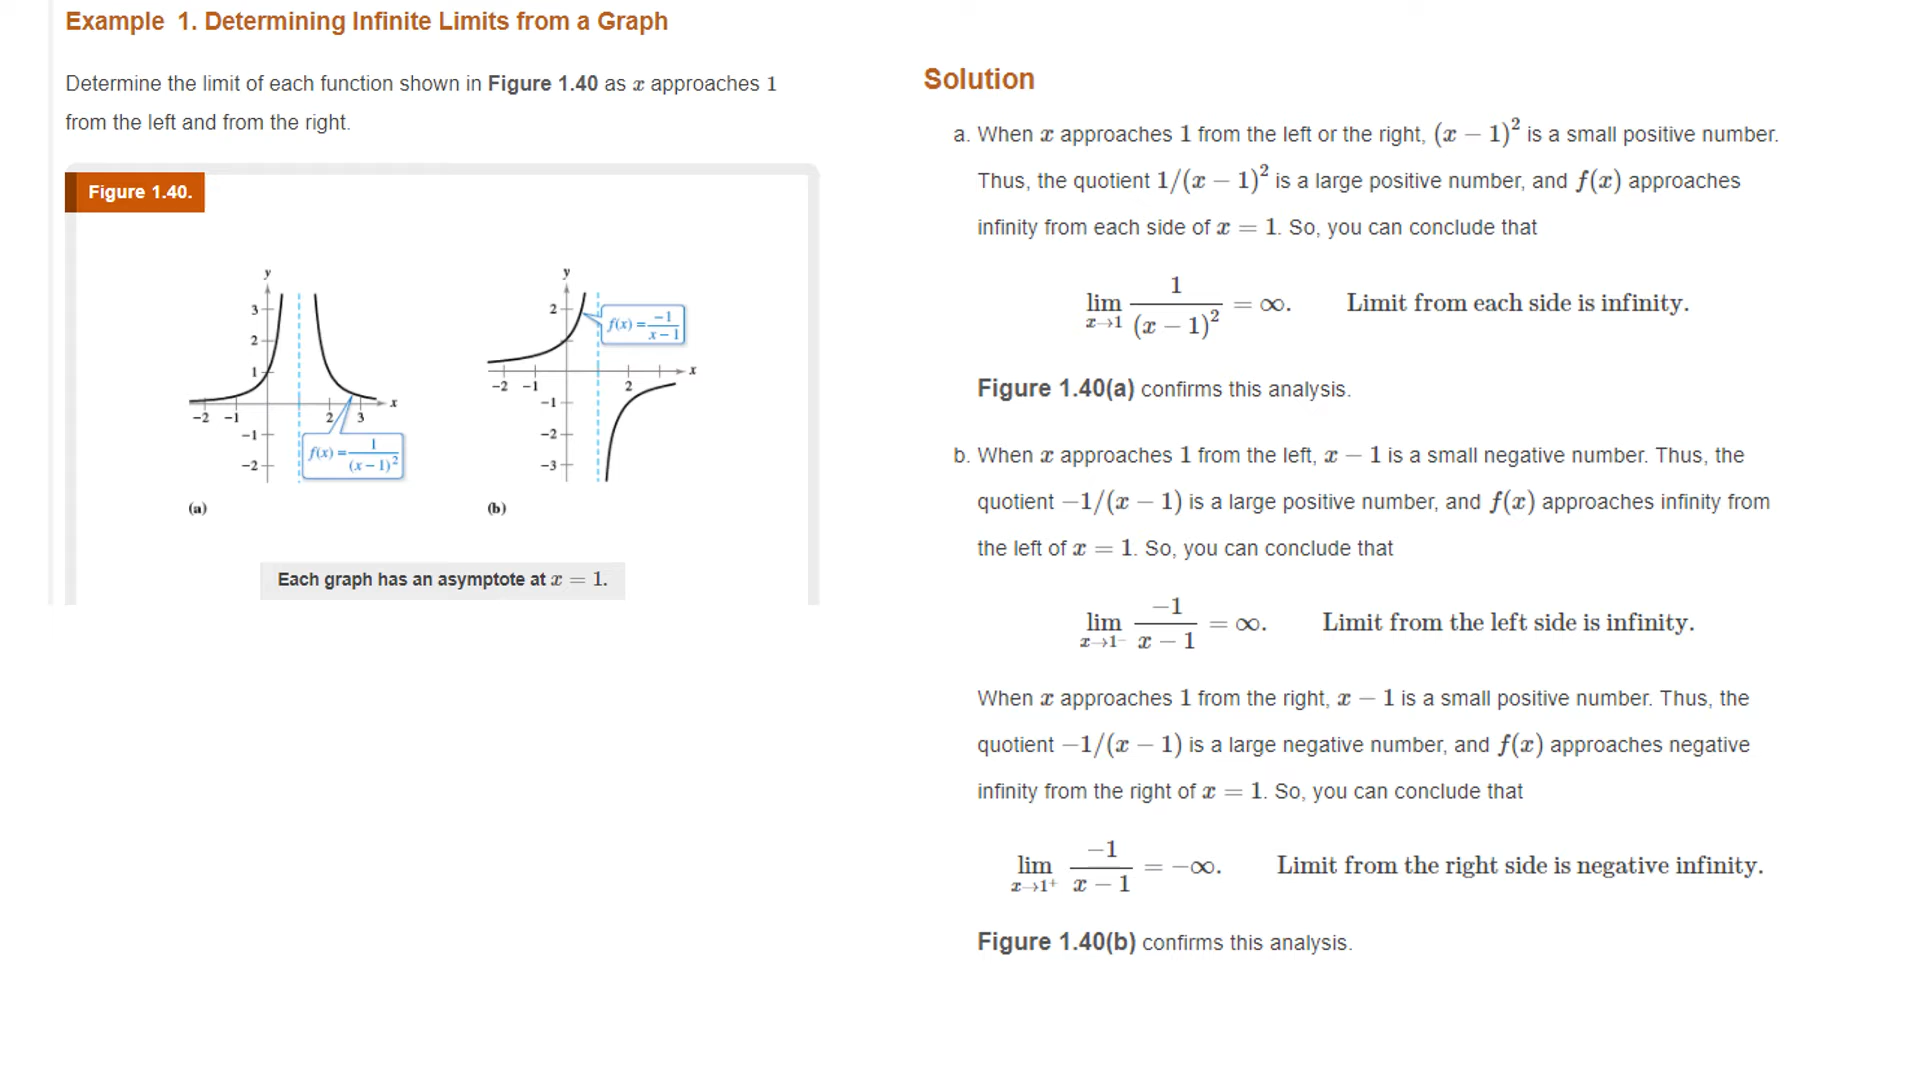 Example 1. Determining Infinite Limits from a Graph
Determine the limit of each function shown in Figure 1.40 as x approaches 1
from the left and from the right.
Figure 1.40.
y
3
2
1
x
−2 −1
2 3
−1
−2
f(x) = 1/(x − 1)²
(a)
y
2
f(x) = −1/(x − 1)
x
−2 −1
2
−1
−2
−3
(b)
Each graph has an asymptote at x = 1.
Solution
a. When x approaches 1 from the left or the right, (x − 1)² is a small positive number.
Thus, the quotient 1/(x − 1)² is a large positive number, and f(x) approaches
infinity from each side of x = 1. So, you can conclude that
lim x→1 1/(x − 1)² = ∞. Limit from each side is infinity.
Figure 1.40(a) confirms this analysis.
b. When x approaches 1 from the left, x − 1 is a small negative number. Thus, the
quotient −1/(x − 1) is a large positive number, and f(x) approaches infinity from
the left of x = 1. So, you can conclude that
lim x→1⁻ −1/(x − 1) = ∞. Limit from the left side is infinity.
When x approaches 1 from the right, x − 1 is a small positive number. Thus, the
quotient −1/(x − 1) is a large negative number, and f(x) approaches negative
infinity from the right of x = 1. So, you can conclude that
lim x→1⁺ −1/(x − 1) = −∞. Limit from the right side is negative infinity.
Figure 1.40(b) confirms this analysis.